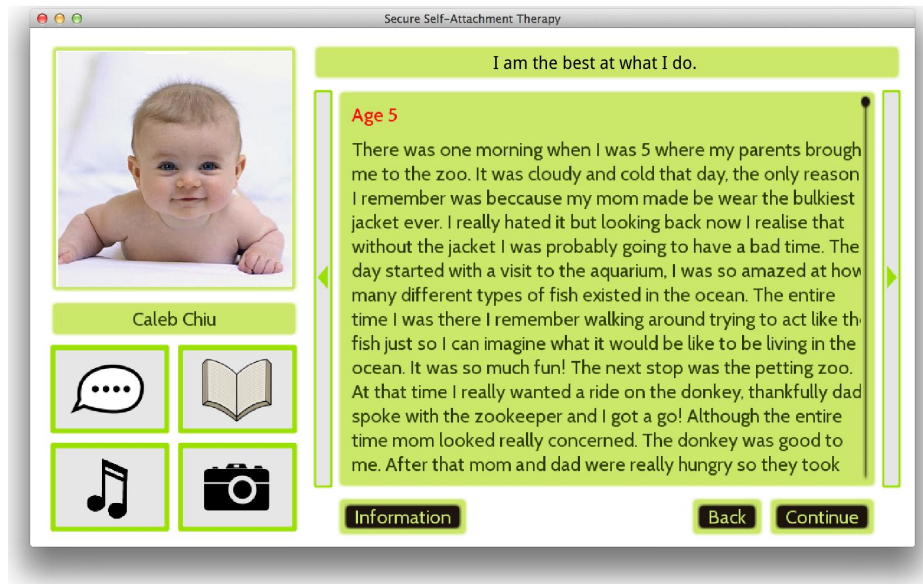 Secure Self-Attachment Therapy
I am the best at what I do.
Age 5
There was one morning when I was 5 where my parents brough
me to the zoo. It was cloudy and cold that day, the only reason
I remember was beccause my mom made be wear the bulkiest
jacket ever. I really hated it but looking back now I realise that
without the jacket I was probably going to have a bad time. The
day started with a visit to the aquarium, I was so amazed at how
many different types of fish existed in the ocean. The entire
time I was there I remember walking around trying to act like th
fish just so I can imagine what it would be like to be living in the
ocean. It was so much fun! The next stop was the petting zoo.
At that time I really wanted a ride on the donkey, thankfully dad
spoke with the zookeeper and I got a go! Although the entire
time mom looked really concerned. The donkey was good to
me. After that mom and dad were really hungry so they took
Caleb Chiu
Information
Back
Continue